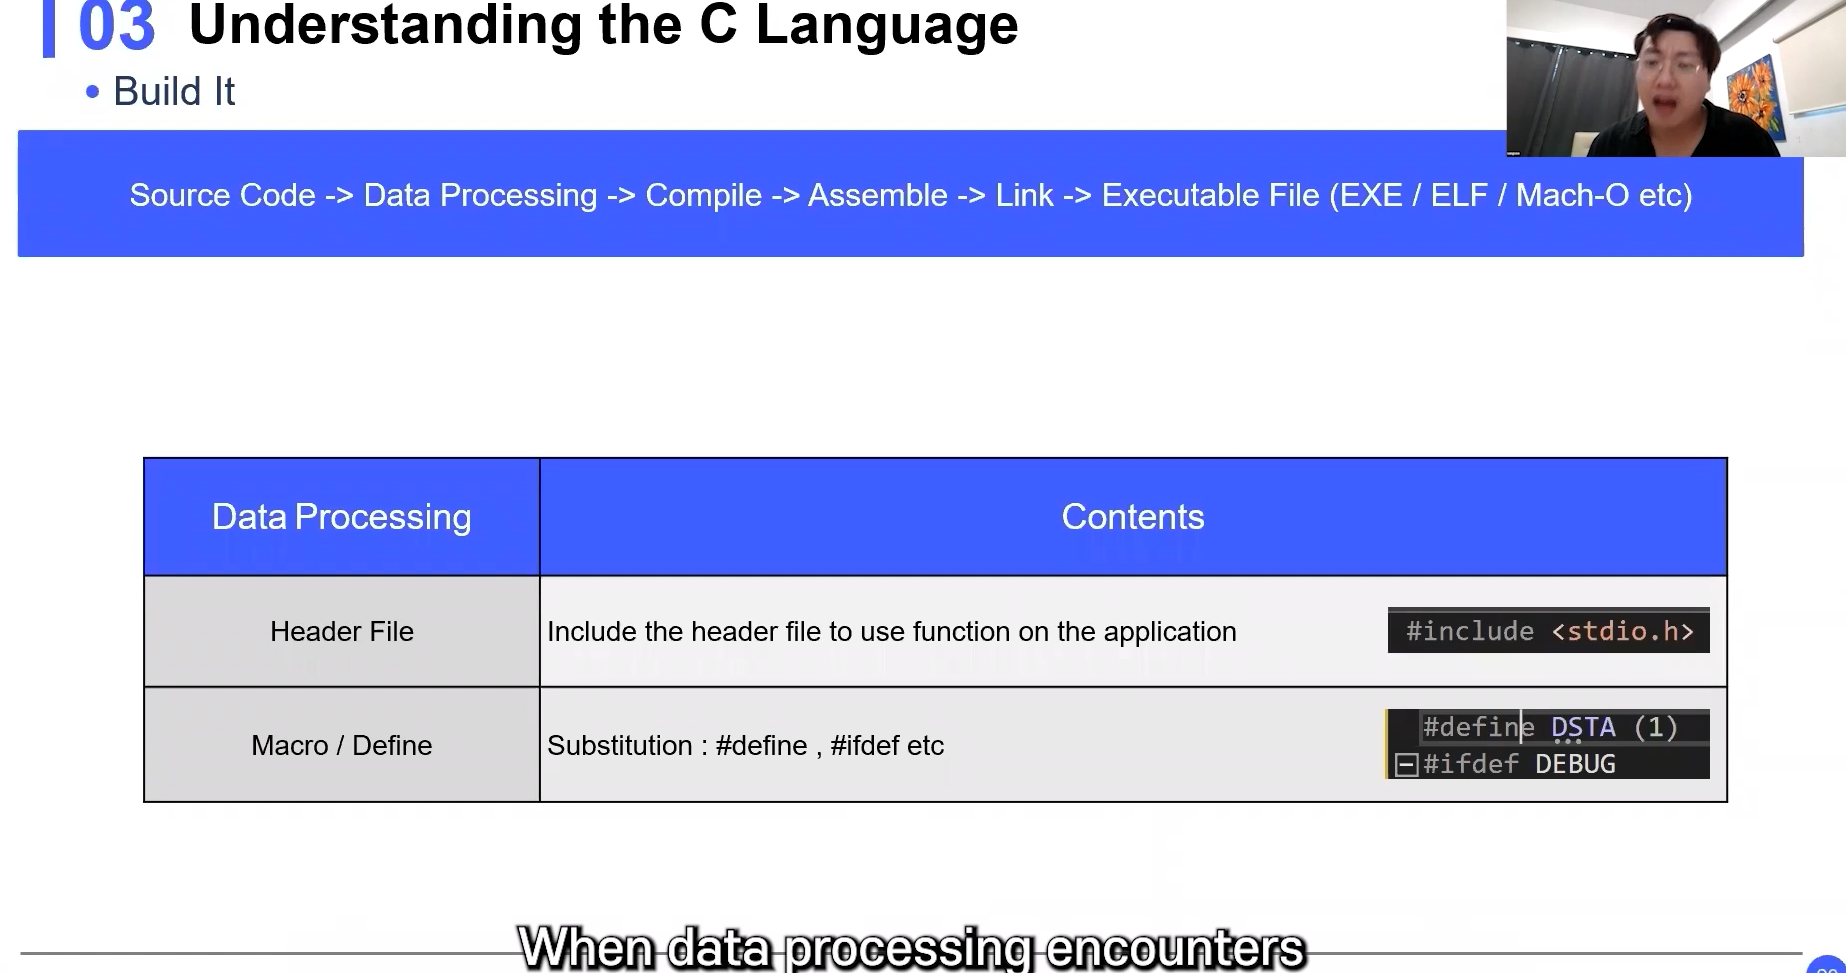 03 Understanding the C Language
• Build It
Source Code -> Data Processing -> Compile -> Assemble -> Link -> Executable File (EXE / ELF / Mach-O etc)
Data Processing
Contents
Header File
Include the header file to use function on the application
#include <stdio.h>
Macro / Define
Substitution : #define , #ifdef etc
#define DSTA (1)
#ifdef DEBUG
When data processing encounters